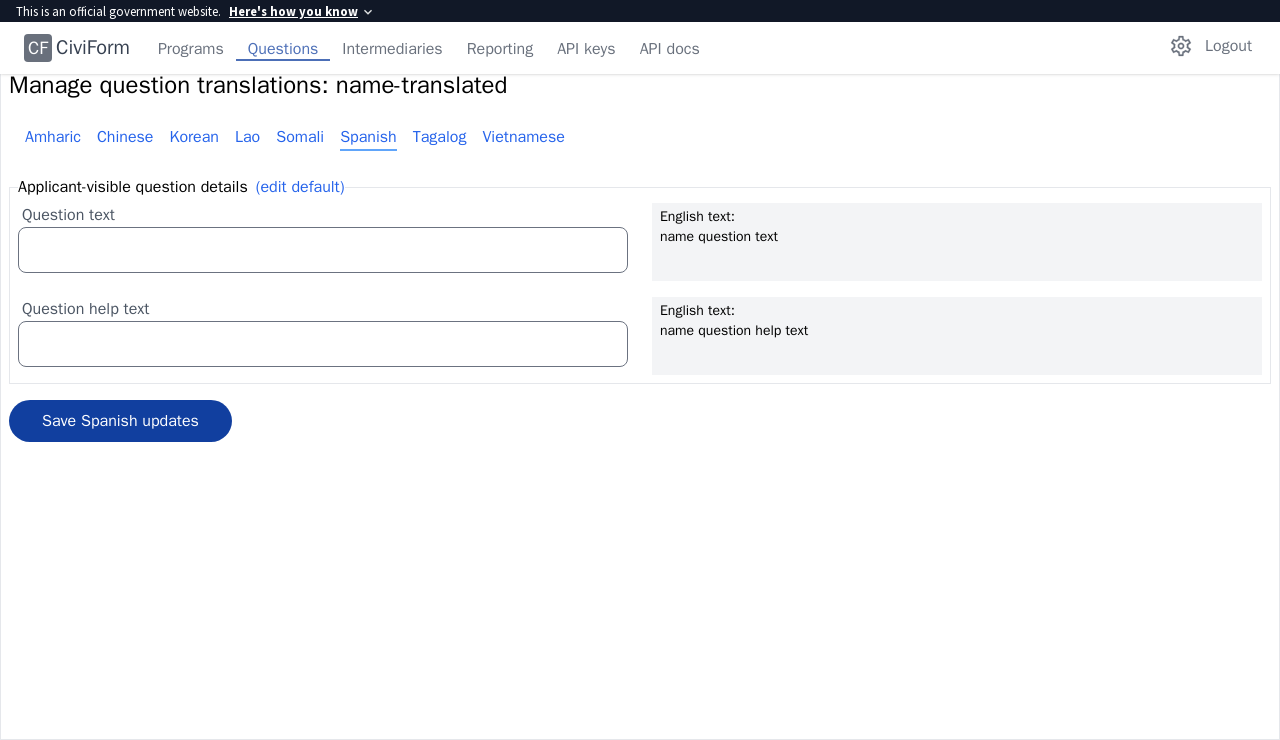 This is an official government website. Here's how you know
CF CiviForm Programs Questions Intermediaries Reporting API keys API docs Logout
Manage question translations: name-translated
Amharic Chinese Korean Lao Somali Spanish Tagalog Vietnamese
Applicant-visible question details (edit default)
Question text
English text:
name question text
Question help text
English text:
name question help text
Save Spanish updates